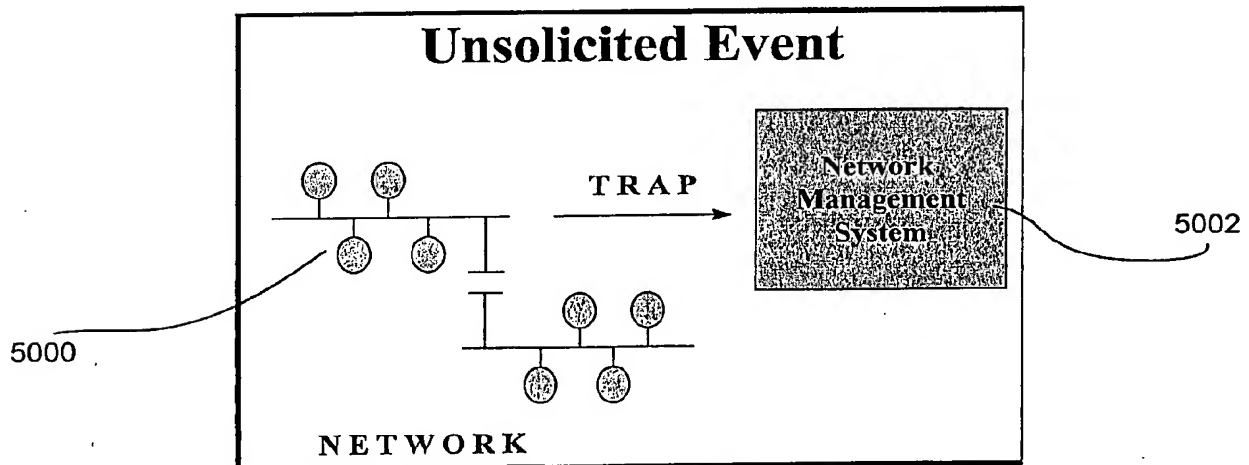 Unsolicited Event
TRAP
Network
Management
System
5002
5000
NETWORK